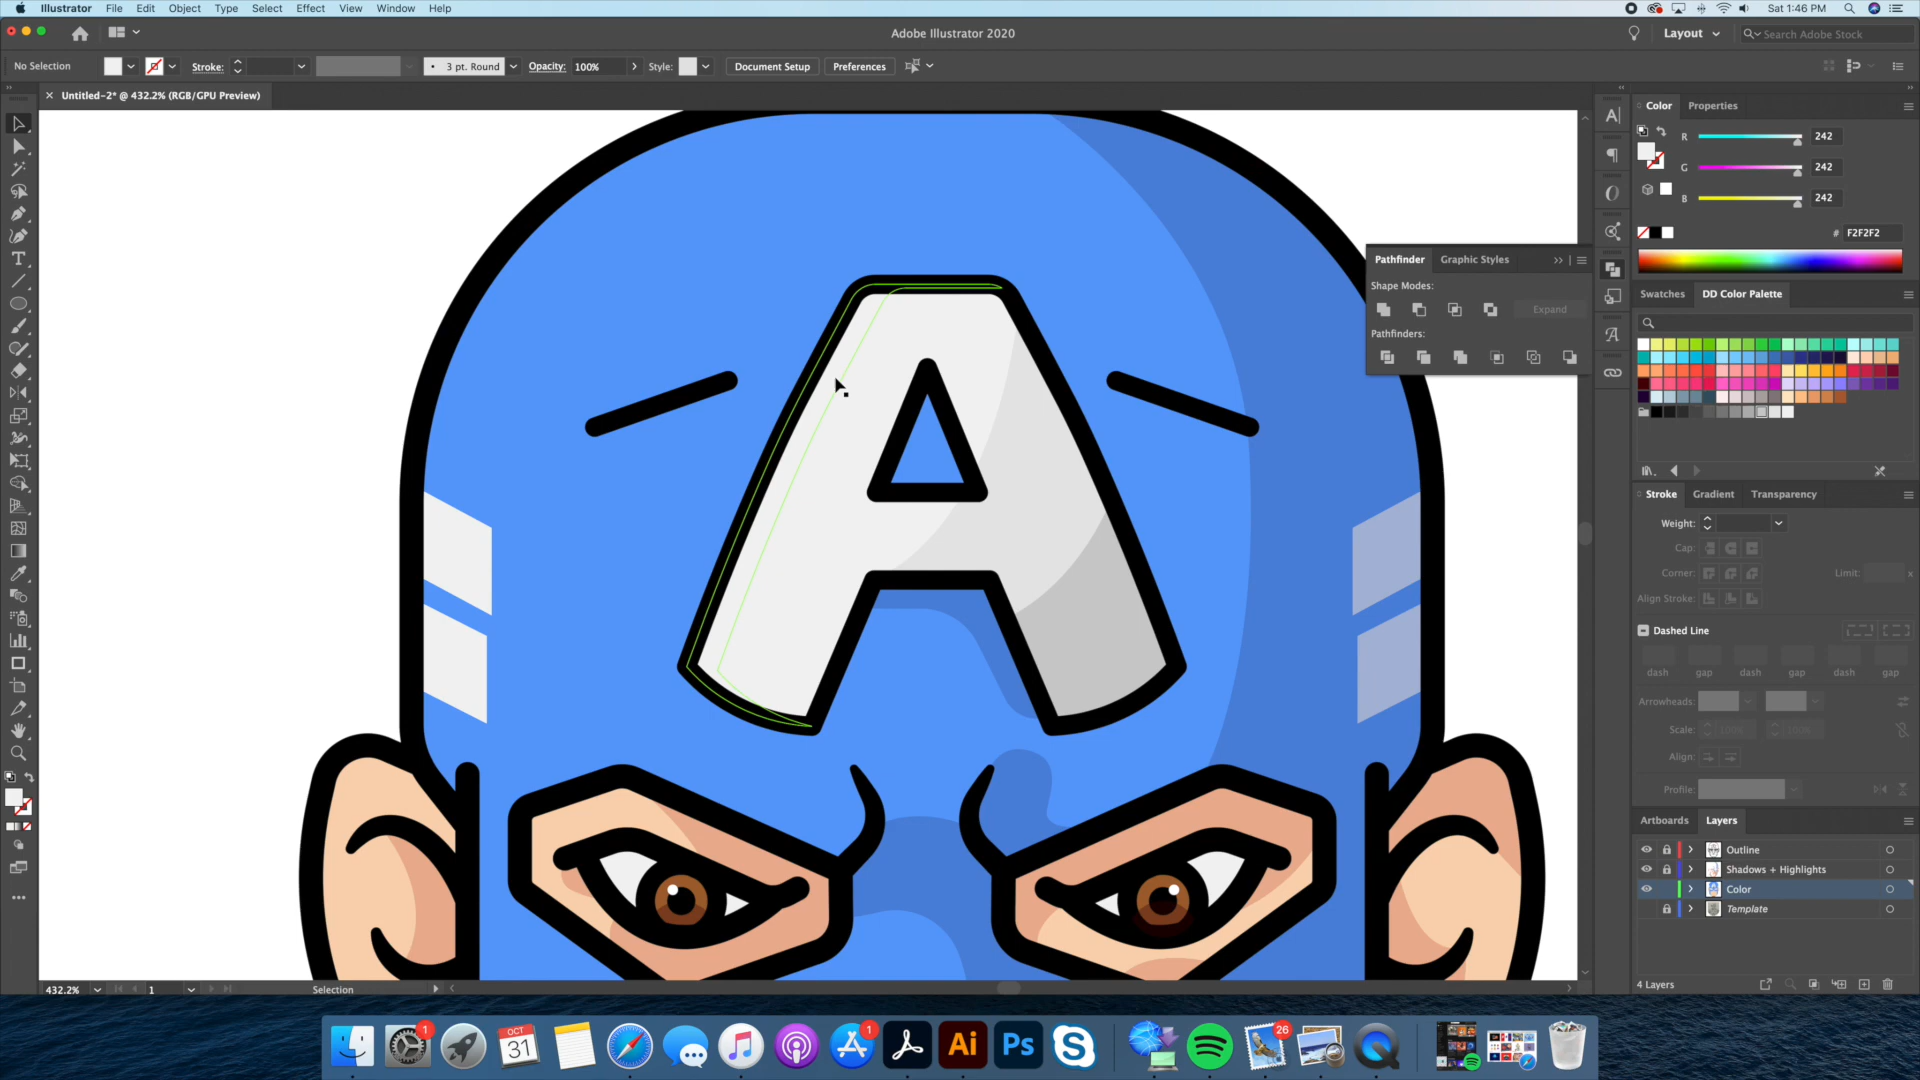 Illustrator File Edit Object Type Select Effect View Window Help
Sat 1:46 PM
Adobe Illustrator 2020
Layout
Search Adobe Stock
No Selection
Stroke:
3 pt. Round
Opacity: 100%
Style:
Document Setup
Preferences
× Untitled-2* @ 432.2% (RGB/GPU Preview)
Color Properties
R 242
G 242
B 242
# F2F2F2
Pathfinder Graphic Styles
Shape Modes:
Expand
Pathfinders:
Swatches DD Color Palette
Stroke Gradient Transparency
Weight:
Cap:
Corner: Limit: x
Align Stroke:
Dashed Line
dash gap dash gap dash gap
Arrowheads:
Scale: 100% 100%
Align:
Profile:
Artboards Layers
Outline
Shadows + Highlights
Color
Template
4 Layers
A
432.2% 1 Selection
1
OCT
31
1
Ai
Ps
S
26